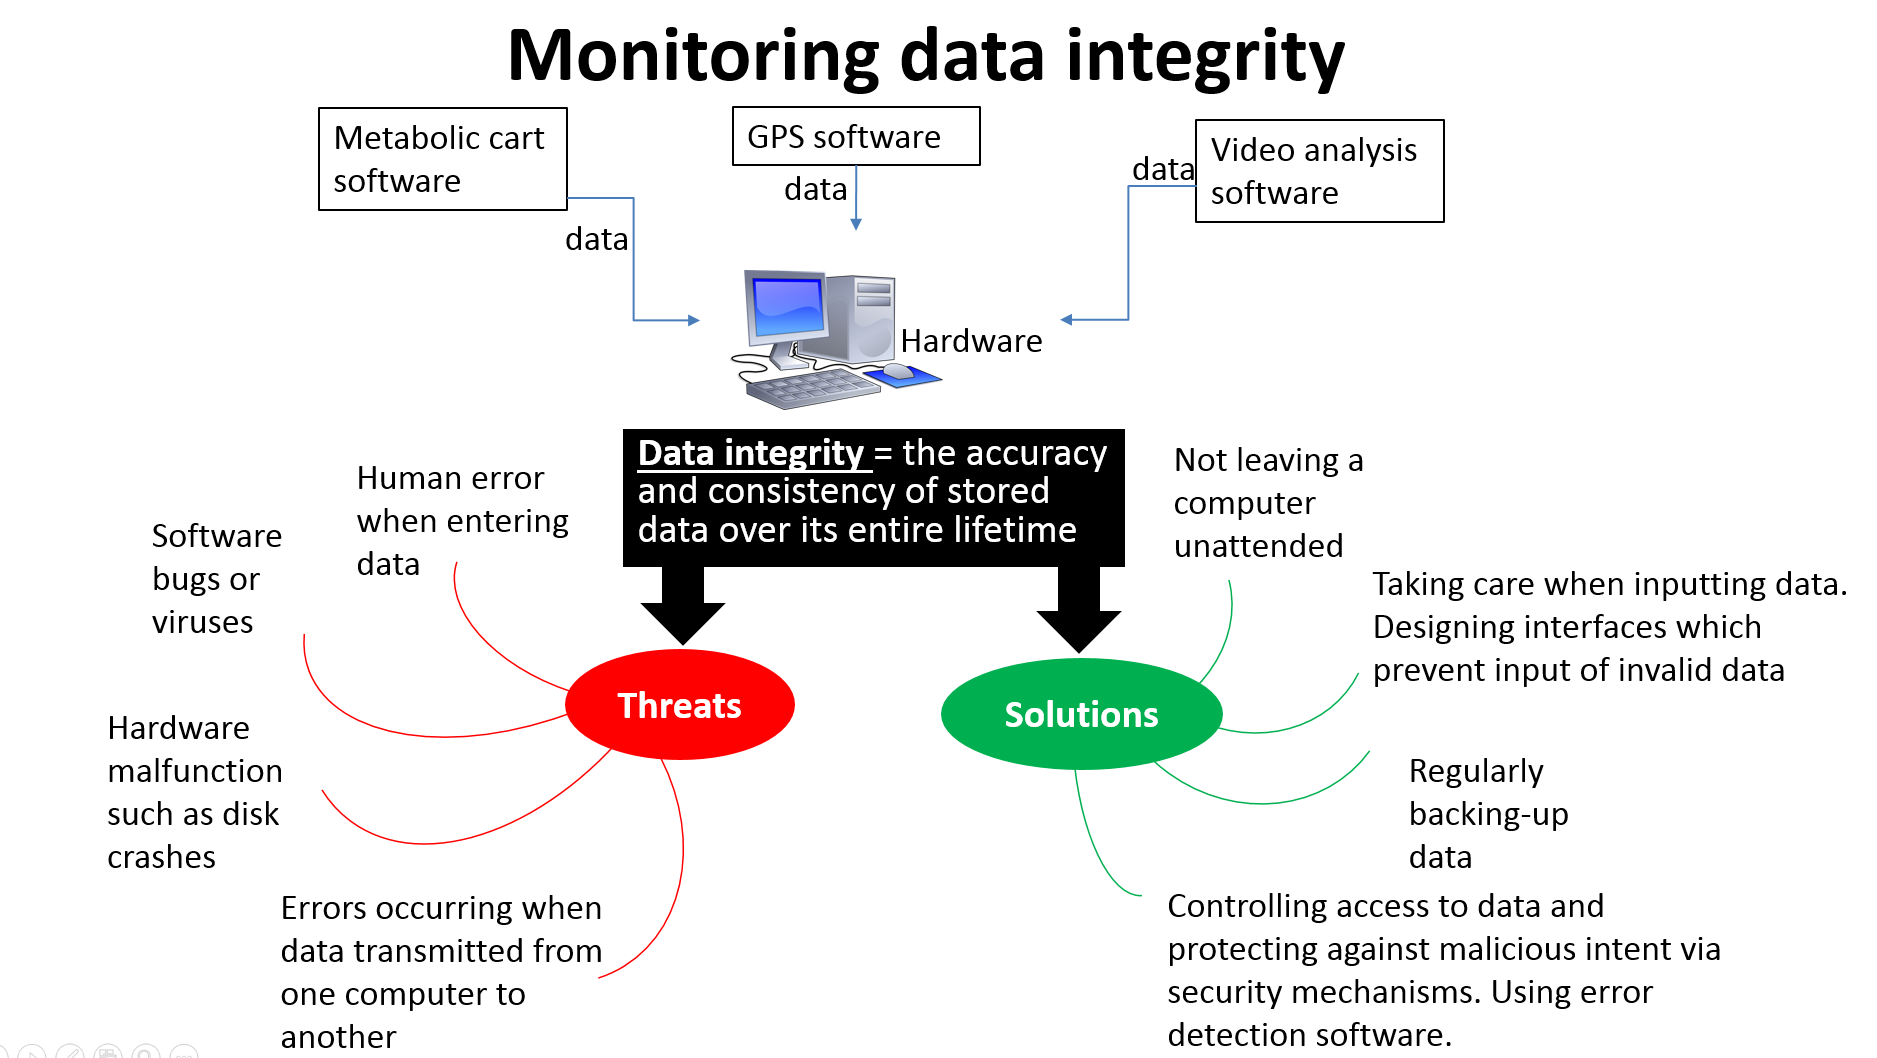 Monitoring data integrity
Metabolic cart
software
GPS software
Video analysis
software
data
data
data
Hardware
Data integrity = the accuracy
and consistency of stored
data over its entire lifetime
Human error
when entering
data
Software
bugs or
viruses
Hardware
malfunction
such as disk
crashes
Errors occurring when
data transmitted from
one computer to
another
Threats
Solutions
Not leaving a
computer
unattended
Taking care when inputting data.
Designing interfaces which
prevent input of invalid data
Regularly
backing-up
data
Controlling access to data and
protecting against malicious intent via
security mechanisms. Using error
detection software.